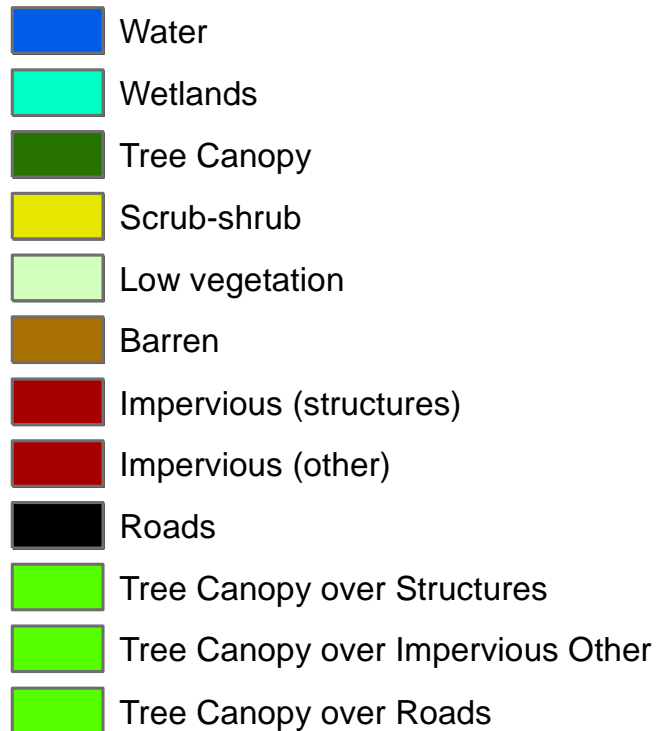 Water
Wetlands
Tree Canopy
Scrub-shrub
Low vegetation
Barren
Impervious (structures)
Impervious (other)
Roads
Tree Canopy over Structures
Tree Canopy over Impervious Other
Tree Canopy over Roads